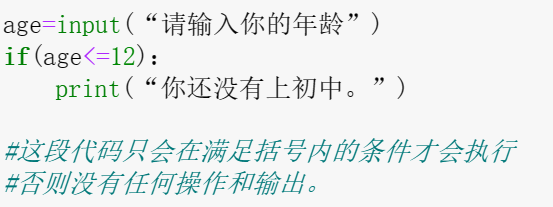 age=input(“请输入你的年龄”)
if(age<=12):
    print(“你还没有上初中。”)
#这段代码只会在满足括号内的条件才会执行
#否则没有任何操作和输出。